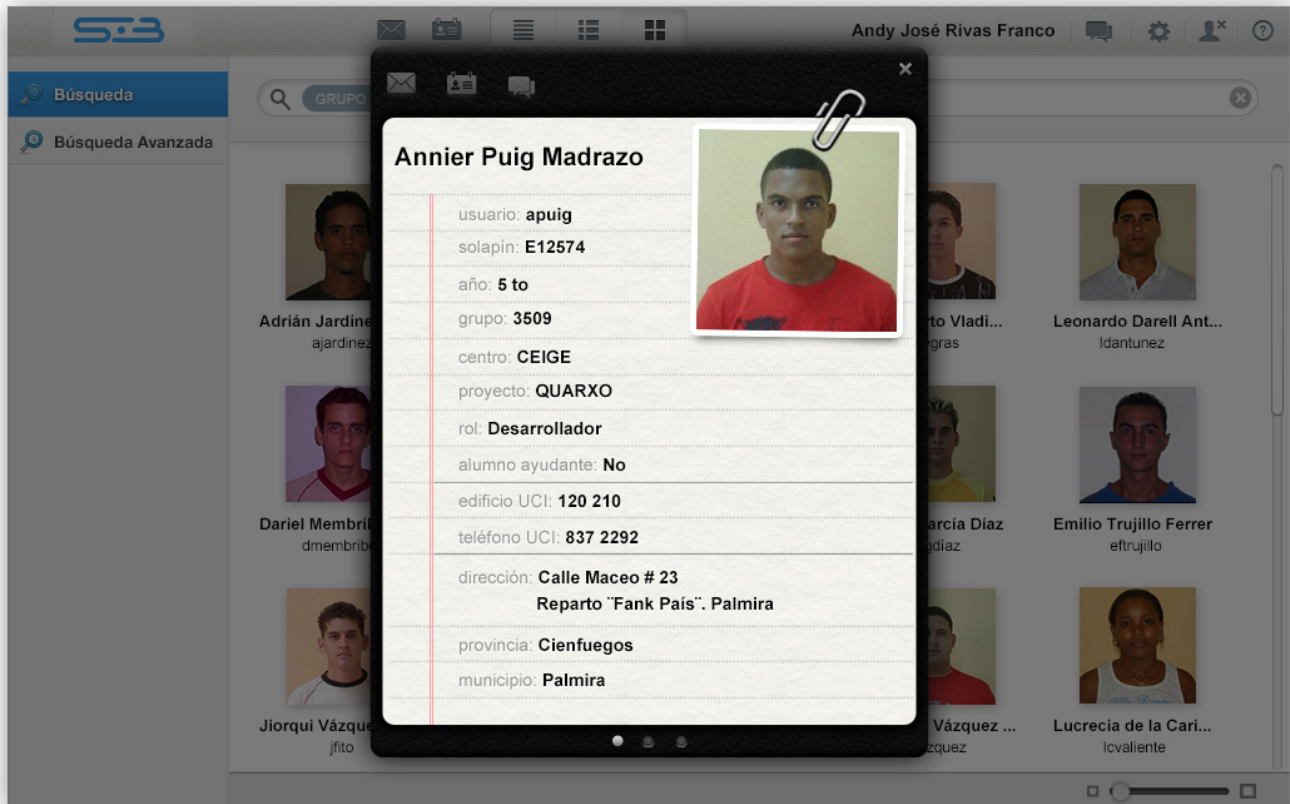 SB
Andy José Rivas Franco
Búsqueda
Búsqueda Avanzada
GRUPO
Annier Puig Madrazo
usuario: apuig
solapín: E12574
año: 5 to
grupo: 3509
centro: CEIGE
proyecto: QUARXO
rol: Desarrollador
alumno ayudante: No
edificio UCI: 120 210
teléfono UCI: 837 2292
dirección: Calle Maceo # 23
Reparto ¨Fank País¨. Palmira
provincia: Cienfuegos
municipio: Palmira
Adrián Jardíne
ajardinez
rto Vladi...
gras
Leonardo Darell Ant...
ldantunez
Dariel Membri
dmembrib
arcía Díaz
gdíaz
Emilio Trujillo Ferrer
eftrujillo
Jiorqui Vázque
jfito
Vázquez ...
zquez
Lucrecia de la Cari...
lcvaliente